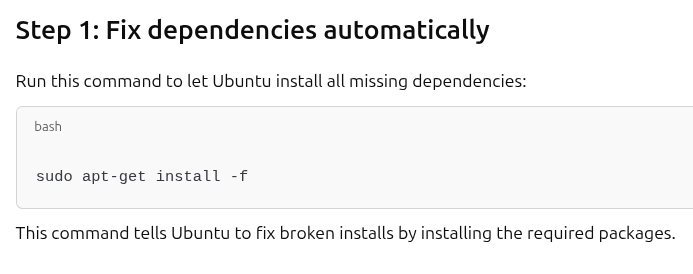 Step 1: Fix dependencies automatically
Run this command to let Ubuntu install all missing dependencies:
bash
sudo apt-get install -f
This command tells Ubuntu to fix broken installs by installing the required packages.